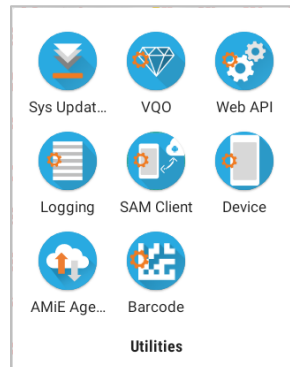 Sys Updat... VQO Web API
Logging SAM Client Device
AMiE Age... Barcode
Utilities